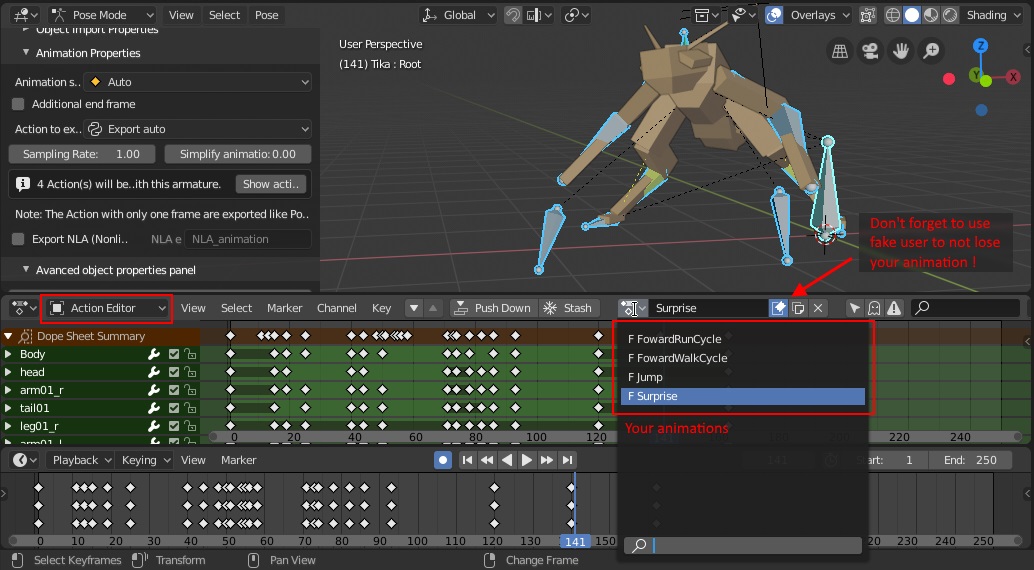 Pose Mode View Select Pose Global Overlays Shading
Object Import Properties
Animation Properties
Animation s.. Auto
Additional end frame
Action to ex.. Export auto
Sampling Rate: 1.00 Simplify animatio: 0.00
4 Action(s) will be..ith this armature. Show acti..
Note: The Action with only one frame are exported like Po..
Export NLA (Nonli.. NLA e NLA_animation
Avanced object properties panel
User Perspective
(141) Tika : Root
Z
Y
X
Don't forget to use
fake user to not lose
your animation !
Action Editor View Select Marker Channel Key Push Down Stash Surprise
Dope Sheet Summary
Body
head
arm01_r
tail01
leg01_r
arm01_l
0 20 40 60 80 100 120 200 220 240
F FowardRunCycle
F FowardWalkCycle
F Jump
F Surprise
Your animations
Playback Keying View Marker 141 Start: 1 End: 250
0 10 20 30 40 50 60 70 80 90 100 110 120 130 141 150 220 230 240 250
Select Keyframes Transform Pan View Change Frame